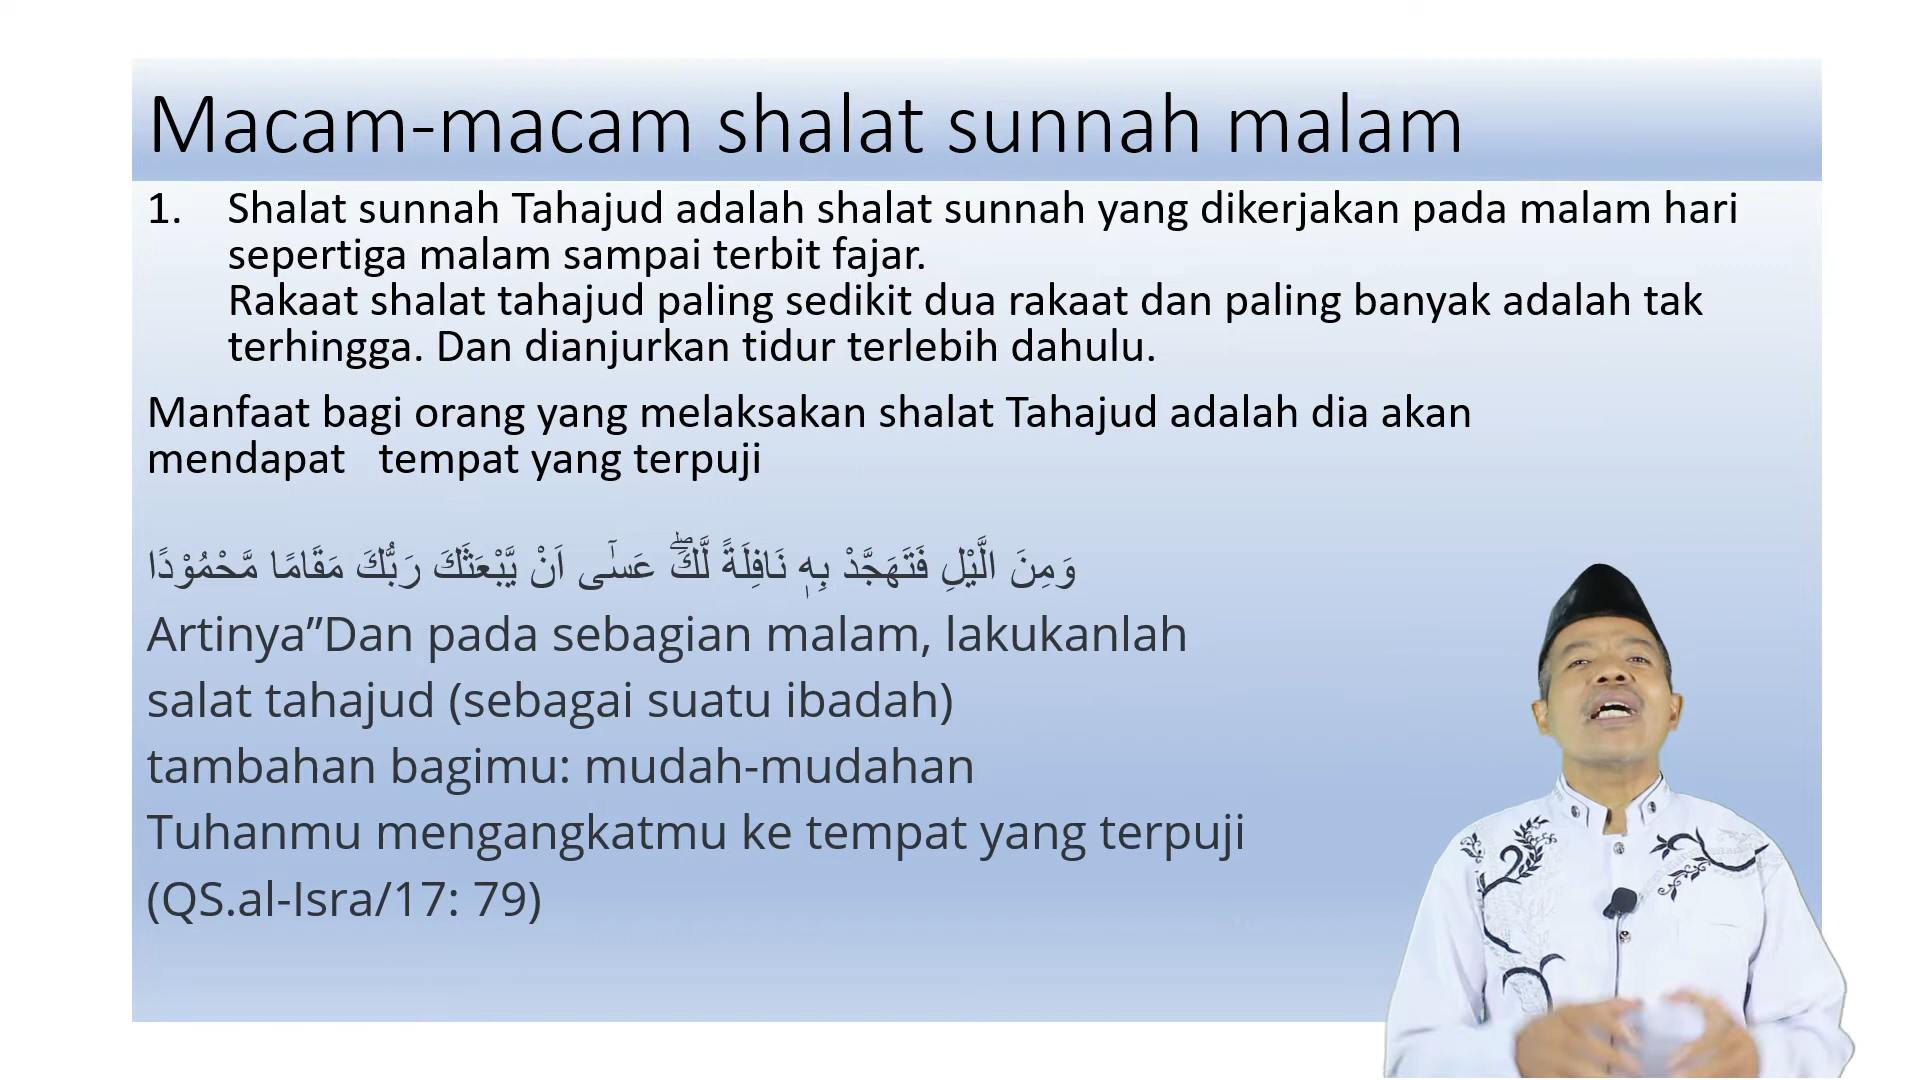 Macam-macam shalat sunnah malam
1. Shalat sunnah Tahajud adalah shalat sunnah yang dikerjakan pada malam hari
sepertiga malam sampai terbit fajar.
Rakaat shalat tahajud paling sedikit dua rakaat dan paling banyak adalah tak
terhingga. Dan dianjurkan tidur terlebih dahulu.
Manfaat bagi orang yang melaksakan shalat Tahajud adalah dia akan
mendapat   tempat yang terpuji
وَمِنَ الَّيْلِ فَتَهَجَّدْ بِهٖ نَافِلَةً لَّكَۖ عَسٰٓى اَنْ يَّبْعَثَكَ رَبُّكَ مَقَامًا مَّحْمُوْدًا
Artinya”Dan pada sebagian malam, lakukanlah
salat tahajud (sebagai suatu ibadah)
tambahan bagimu: mudah-mudahan
Tuhanmu mengangkatmu ke tempat yang terpuji
(QS.al-Isra/17: 79)